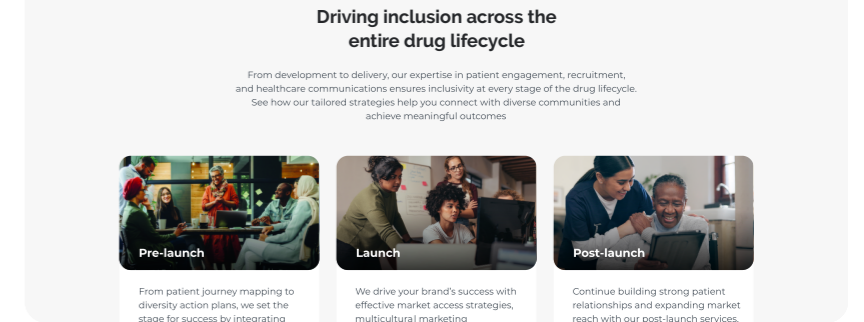 Driving inclusion across the
entire drug lifecycle
From development to delivery, our expertise in patient engagement, recruitment,
and healthcare communications ensures inclusivity at every stage of the drug lifecycle.
See how our tailored strategies help you connect with diverse communities and
achieve meaningful outcomes
Pre-launch
From patient journey mapping to
diversity action plans, we set the
stage for success by integrating
Launch
We drive your brand's success with
effective market access strategies,
multicultural marketing
Post-launch
Continue building strong patient
relationships and expanding market
reach with our post-launch services.